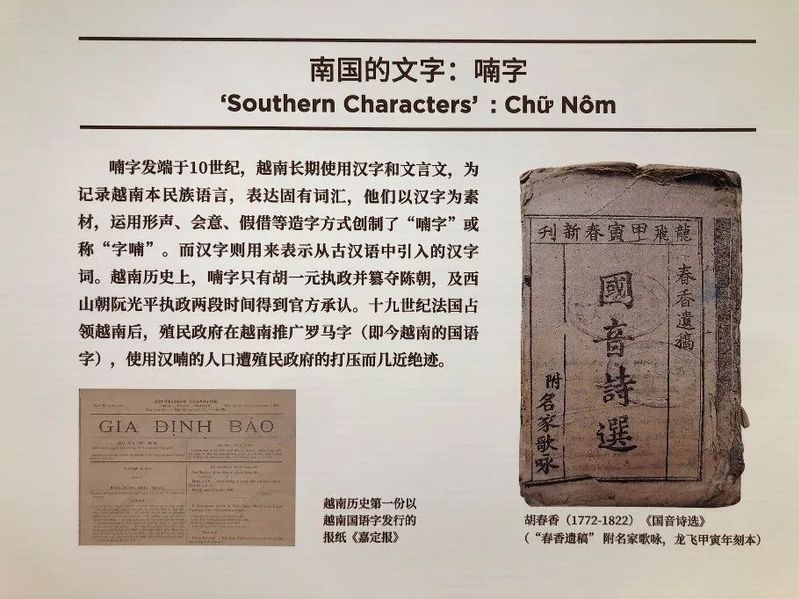 南国的文字：喃字
‘Southern Characters’ : Chữ Nôm
喃字发端于10世纪，越南长期使用汉字和文言文，为
记录越南本民族语言，表达固有词汇，他们以汉字为素
材，运用形声、会意、假借等造字方式创制了“喃字”或
称“字喃”。而汉字则用来表示从古汉语中引入的汉字
词。越南历史上，喃字只有胡一元执政并篡夺陈朝，及西
山朝阮光平执政两段时间得到官方承认。十九世纪法国占
领越南后，殖民政府在越南推广罗马字（即今越南的国语
字），使用汉喃的人口遭殖民政府的打压而几近绝迹。
龍飛甲寅春新刊
春香遺稿
國音詩選
附名家歌咏
GIA ĐỊNH BÁO
越南历史第一份以
越南国语字发行的
报纸《嘉定报》
胡春香（1772-1822）《国音诗选》
（“春香遗稿” 附名家歌咏，龙飞甲寅年刻本）